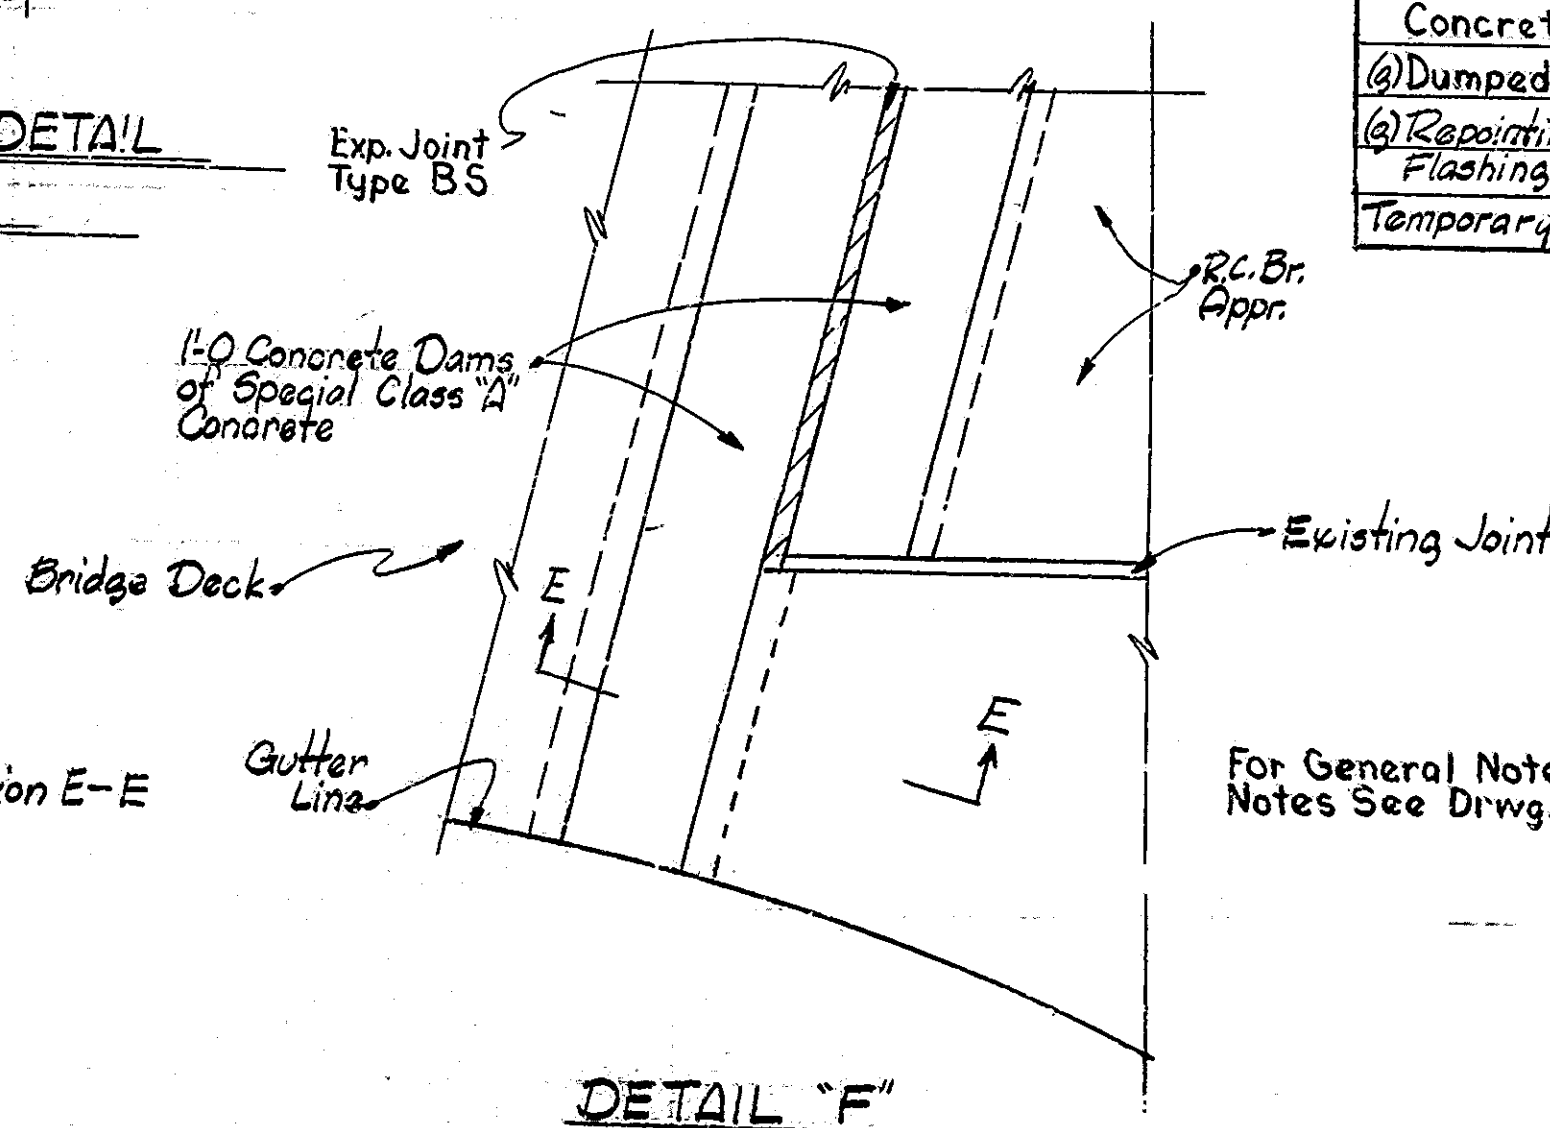 Concret
(g) Dumped
(g) Repointi
Flashing
Temporary
DETAIL
Exp. Joint
Type BS
R.C. Br.
Appr.
1'-0 Concrete Dams
of Special Class "A"
Concrete
Existing Joint
Bridge Deck
E
E
Gutter
Line
ion E-E
For General Note
Notes See Drwg.
DETAIL "F"